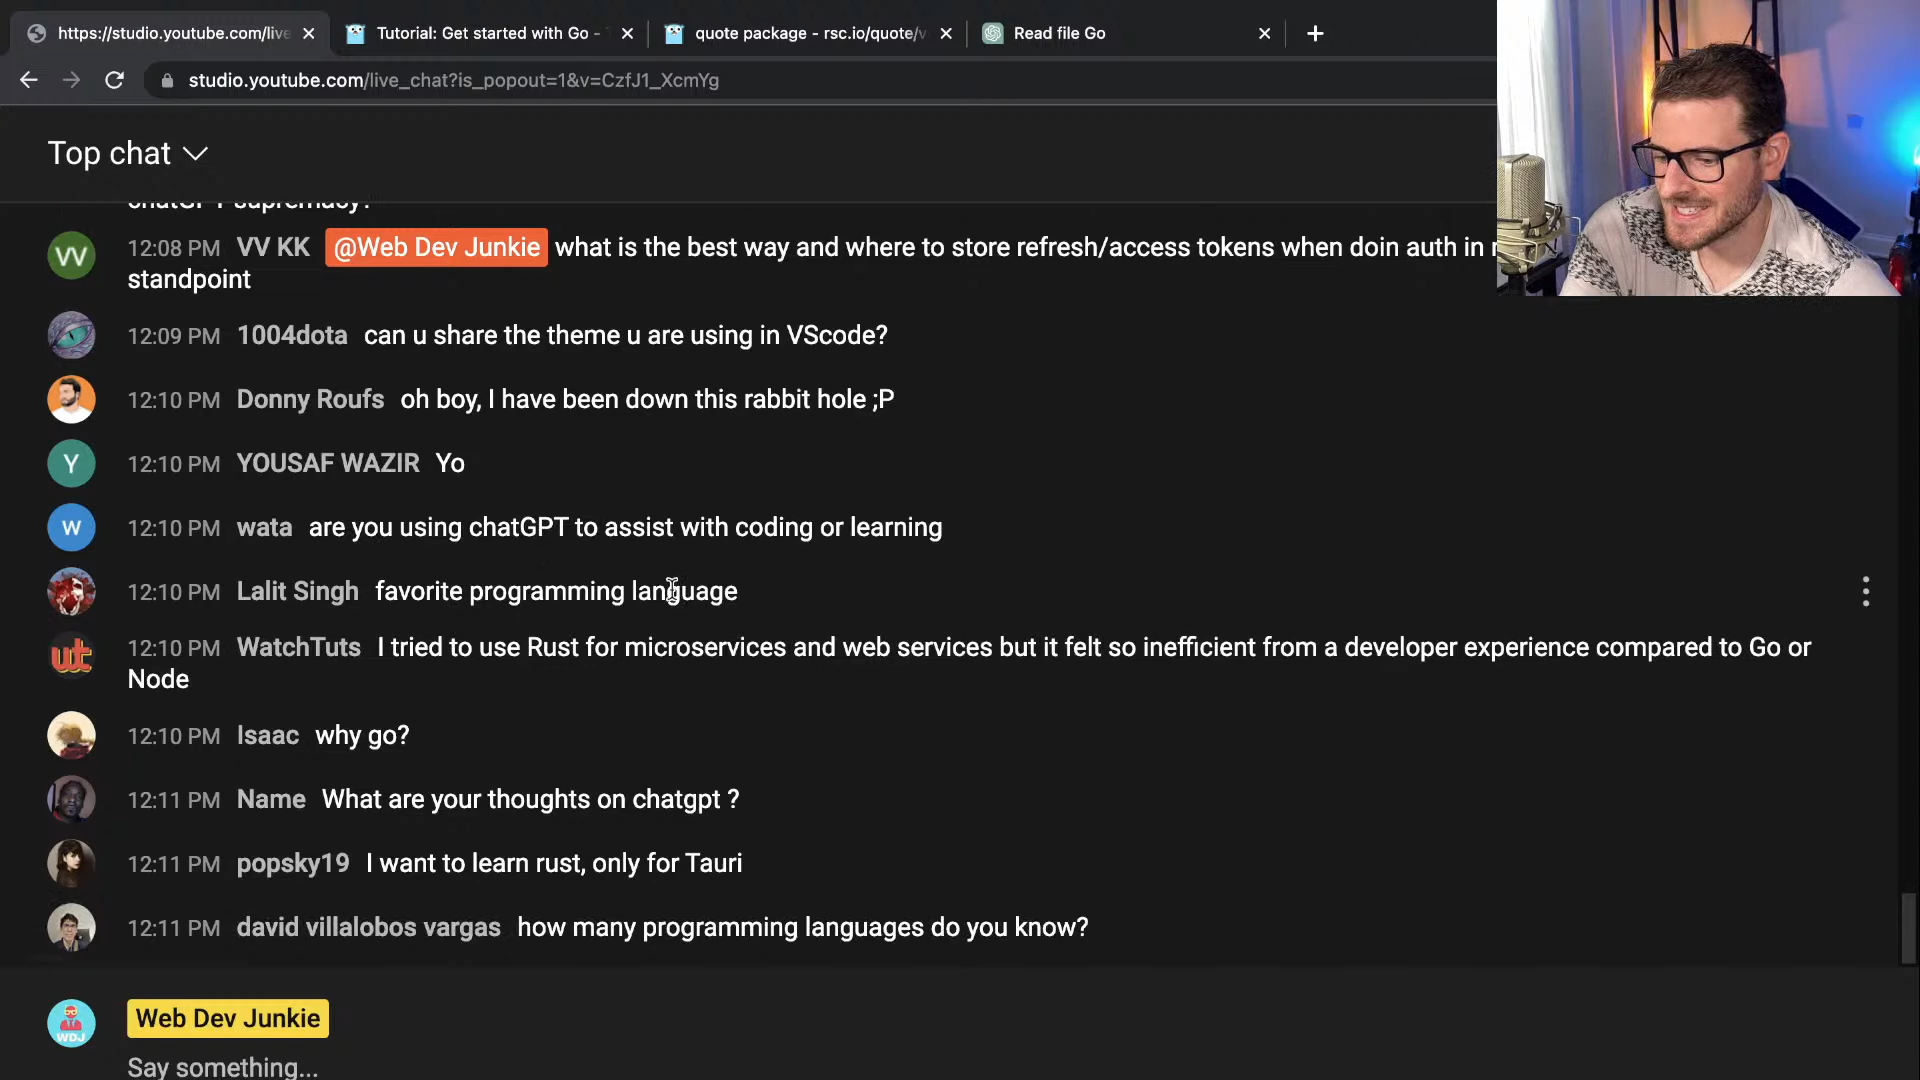 https://studio.youtube.com/live
Tutorial: Get started with Go -
quote package - rsc.io/quote/v
Read file Go
studio.youtube.com/live_chat?is_popout=1&v=CzfJ1_XcmYg
Top chat
chatGPT supremacy?
VV
12:08 PM VV KK @Web Dev Junkie what is the best way and where to store refresh/access tokens when doin auth in
standpoint
12:09 PM 1004dota can u share the theme u are using in VScode?
12:10 PM Donny Roufs oh boy, I have been down this rabbit hole ;P
Y
12:10 PM YOUSAF WAZIR Yo
W
12:10 PM wata are you using chatGPT to assist with coding or learning
12:10 PM Lalit Singh favorite programming language
ut
12:10 PM WatchTuts I tried to use Rust for microservices and web services but it felt so inefficient from a developer experience compared to Go or
Node
12:10 PM Isaac why go?
12:11 PM Name What are your thoughts on chatgpt ?
12:11 PM popsky19 I want to learn rust, only for Tauri
12:11 PM david villalobos vargas how many programming languages do you know?
WDJ
Web Dev Junkie
Say something...